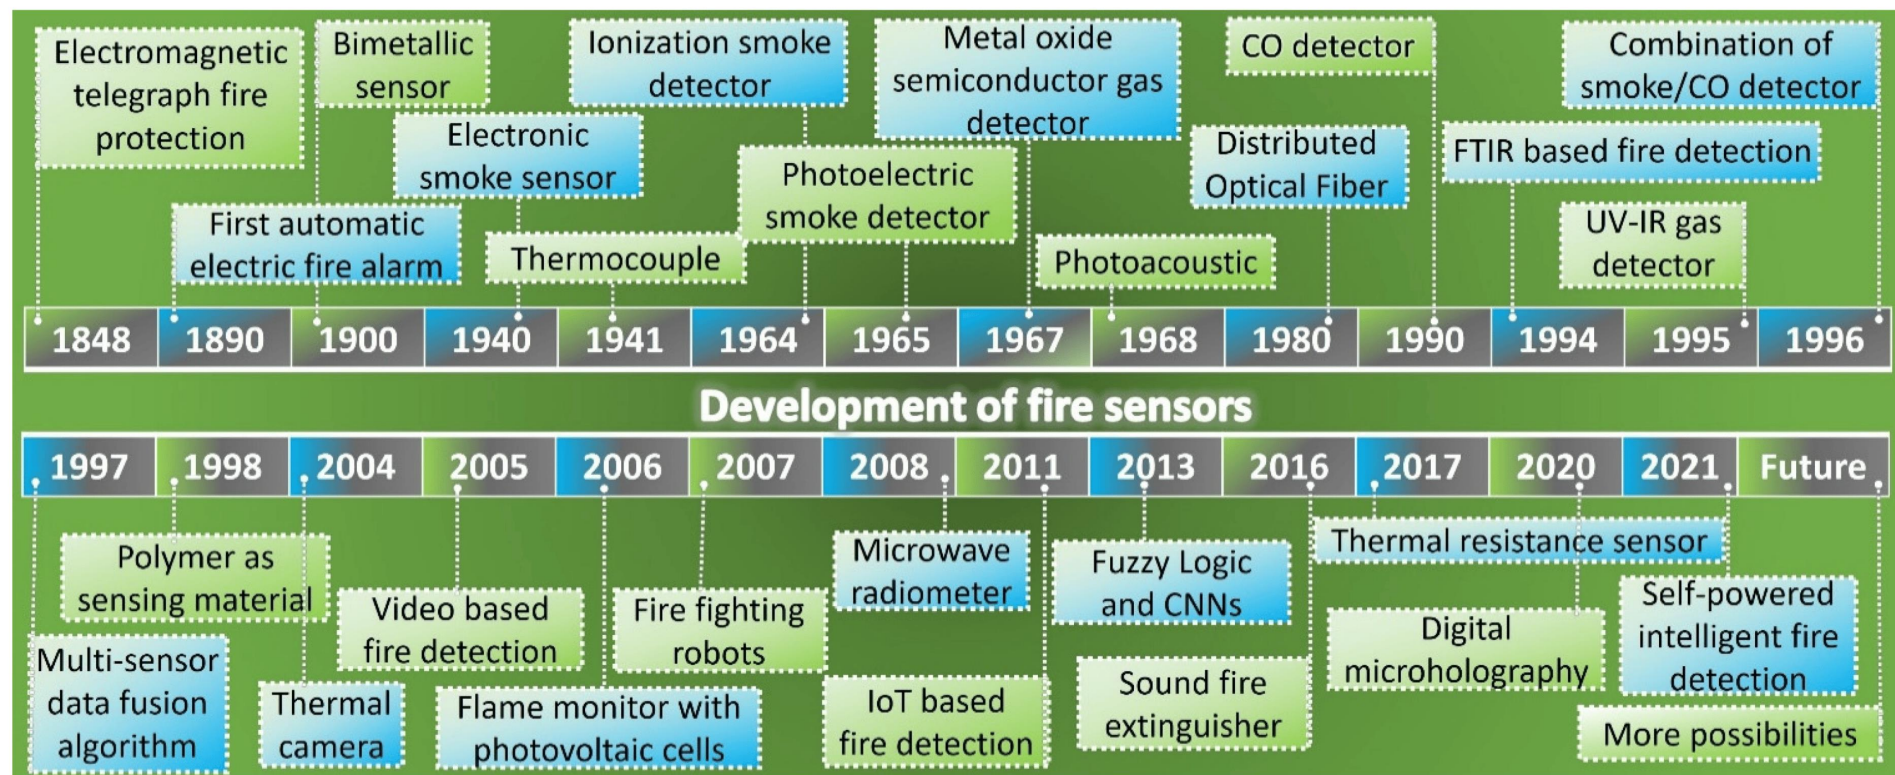 Electromagnetic
telegraph fire
protection
Bimetallic
sensor
Ionization smoke
detector
Metal oxide
semiconductor gas
detector
CO detector
Combination of
smoke/CO detector
Electronic
smoke sensor
Photoelectric
smoke detector
Distributed
Optical Fiber
FTIR based fire detection
First automatic
electric fire alarm
Thermocouple
Photoacoustic
UV-IR gas
detector
1848 1890 1900 1940 1941 1964 1965 1967 1968 1980 1990 1994 1995 1996
Development of fire sensors
1997 1998 2004 2005 2006 2007 2008 2011 2013 2016 2017 2020 2021 Future
Polymer as
sensing material
Video based
fire detection
Fire fighting
robots
Microwave
radiometer
Fuzzy Logic
and CNNs
Thermal resistance sensor
Self-powered
intelligent fire
detection
Multi-sensor
data fusion
algorithm
Thermal
camera
Flame monitor with
photovoltaic cells
IoT based
fire detection
Sound fire
extinguisher
Digital
microholography
More possibilities